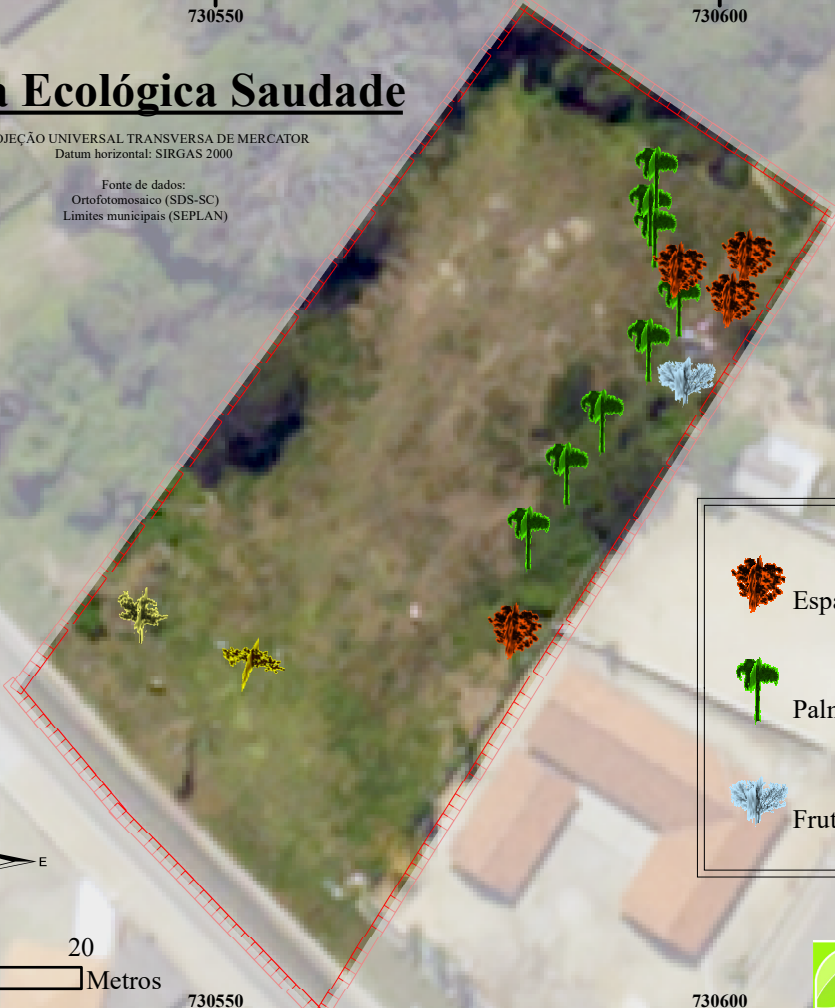 730550
730600
a Ecológica Saudade
OJEÇÃO UNIVERSAL TRANSVERSA DE MERCATOR
Datum horizontal: SIRGAS 2000
Fonte de dados:
Ortofotomosaico (SDS-SC)
Limites municipais (SEPLAN)
Espa
Palm
Frut
E
20
Metros
730550
730600